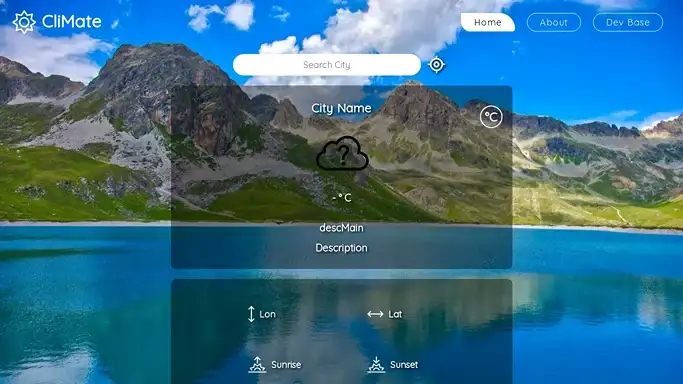 CliMate
Home
About
Dev Base
Search City
City Name
°C
?
- ° C
descMain
Description
Lon
Lat
Sunrise
Sunset